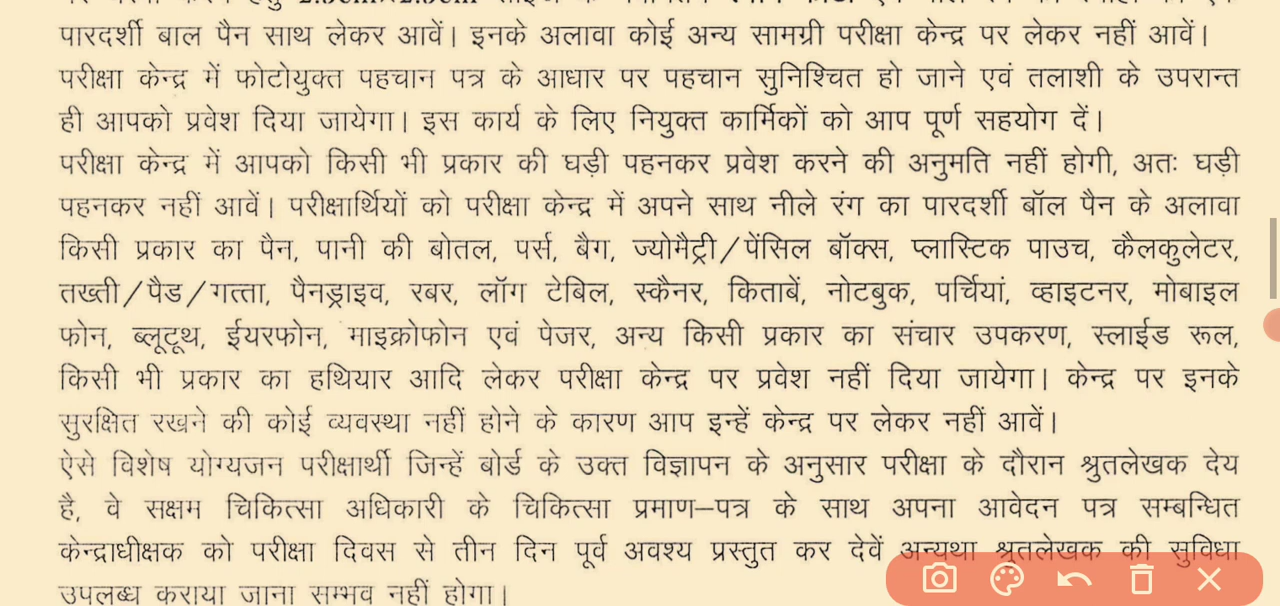 पारदर्शी बाल पैन साथ लेकर आवें। इनके अलावा कोई अन्य सामग्री परीक्षा केन्द्र पर लेकर नहीं आवें।
परीक्षा केन्द्र में फोटोयुक्त पहचान पत्र के आधार पर पहचान सुनिश्चित हो जाने एवं तलाशी के उपरान्त
ही आपको प्रवेश दिया जायेगा। इस कार्य के लिए नियुक्त कार्मिकों को आप पूर्ण सहयोग दें।
परीक्षा केन्द्र में आपको किसी भी प्रकार की घड़ी पहनकर प्रवेश करने की अनुमति नहीं होगी, अतः घड़ी
पहनकर नहीं आवें। परीक्षार्थियों को परीक्षा केन्द्र में अपने साथ नीले रंग का पारदर्शी बॉल पैन के अलावा
किसी प्रकार का पैन, पानी की बोतल, पर्स, बैग, ज्योमैट्री/पेंसिल बॉक्स, प्लास्टिक पाउच, कैलकुलेटर,
तख्ती/पैड/गत्ता, पैनड्राइव, रबर, लॉग टेबिल, स्कैनर, किताबें, नोटबुक, पर्चियां, व्हाइटनर, मोबाइल
फोन, ब्लूटूथ, ईयरफोन, माइक्रोफोन एवं पेजर, अन्य किसी प्रकार का संचार उपकरण, स्लाईड रूल,
किसी भी प्रकार का हथियार आदि लेकर परीक्षा केन्द्र पर प्रवेश नहीं दिया जायेगा। केन्द्र पर इनके
सुरक्षित रखने की कोई व्यवस्था नहीं होने के कारण आप इन्हें केन्द्र पर लेकर नहीं आवें।
ऐसे विशेष योग्यजन परीक्षार्थी जिन्हें बोर्ड के उक्त विज्ञापन के अनुसार परीक्षा के दौरान श्रुतलेखक देय
है, वे सक्षम चिकित्सा अधिकारी के चिकित्सा प्रमाण–पत्र के साथ अपना आवेदन पत्र सम्बन्धित
केन्द्राधीक्षक को परीक्षा दिवस से तीन दिन पूर्व अवश्य प्रस्तुत कर देवें अन्यथा श्रुतलेखक की सुविधा
उपलब्ध कराया जाना सम्भव नहीं होगा।